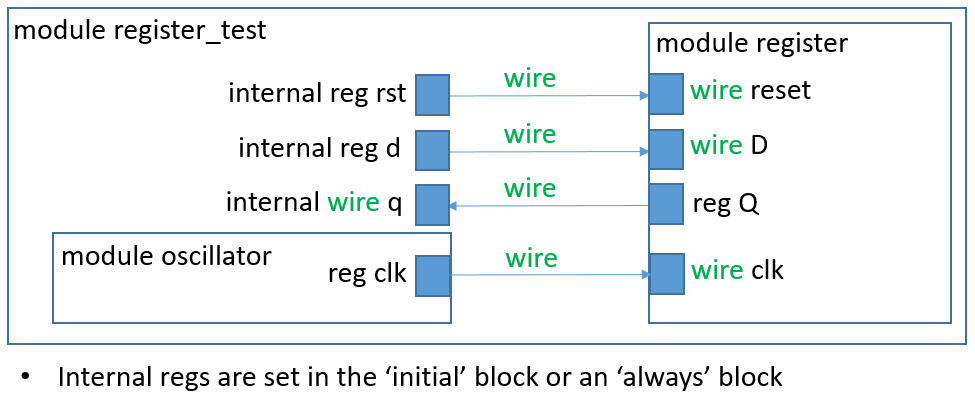 module register_test
module register
internal reg rst
wire
wire reset
internal reg d
wire
wire D
internal wire q
wire
reg Q
module oscillator
reg clk
wire
wire clk
• Internal regs are set in the ‘initial’ block or an ‘always’ block